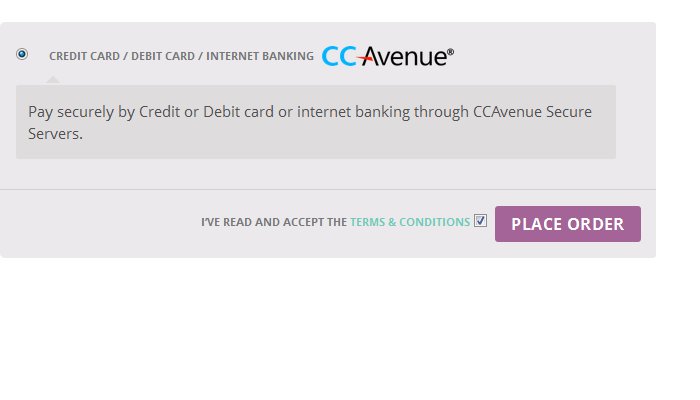 CREDIT CARD / DEBIT CARD / INTERNET BANKING CCAvenue®
Pay securely by Credit or Debit card or internet banking through CCAvenue Secure
Servers.
I'VE READ AND ACCEPT THE TERMS & CONDITIONS PLACE ORDER